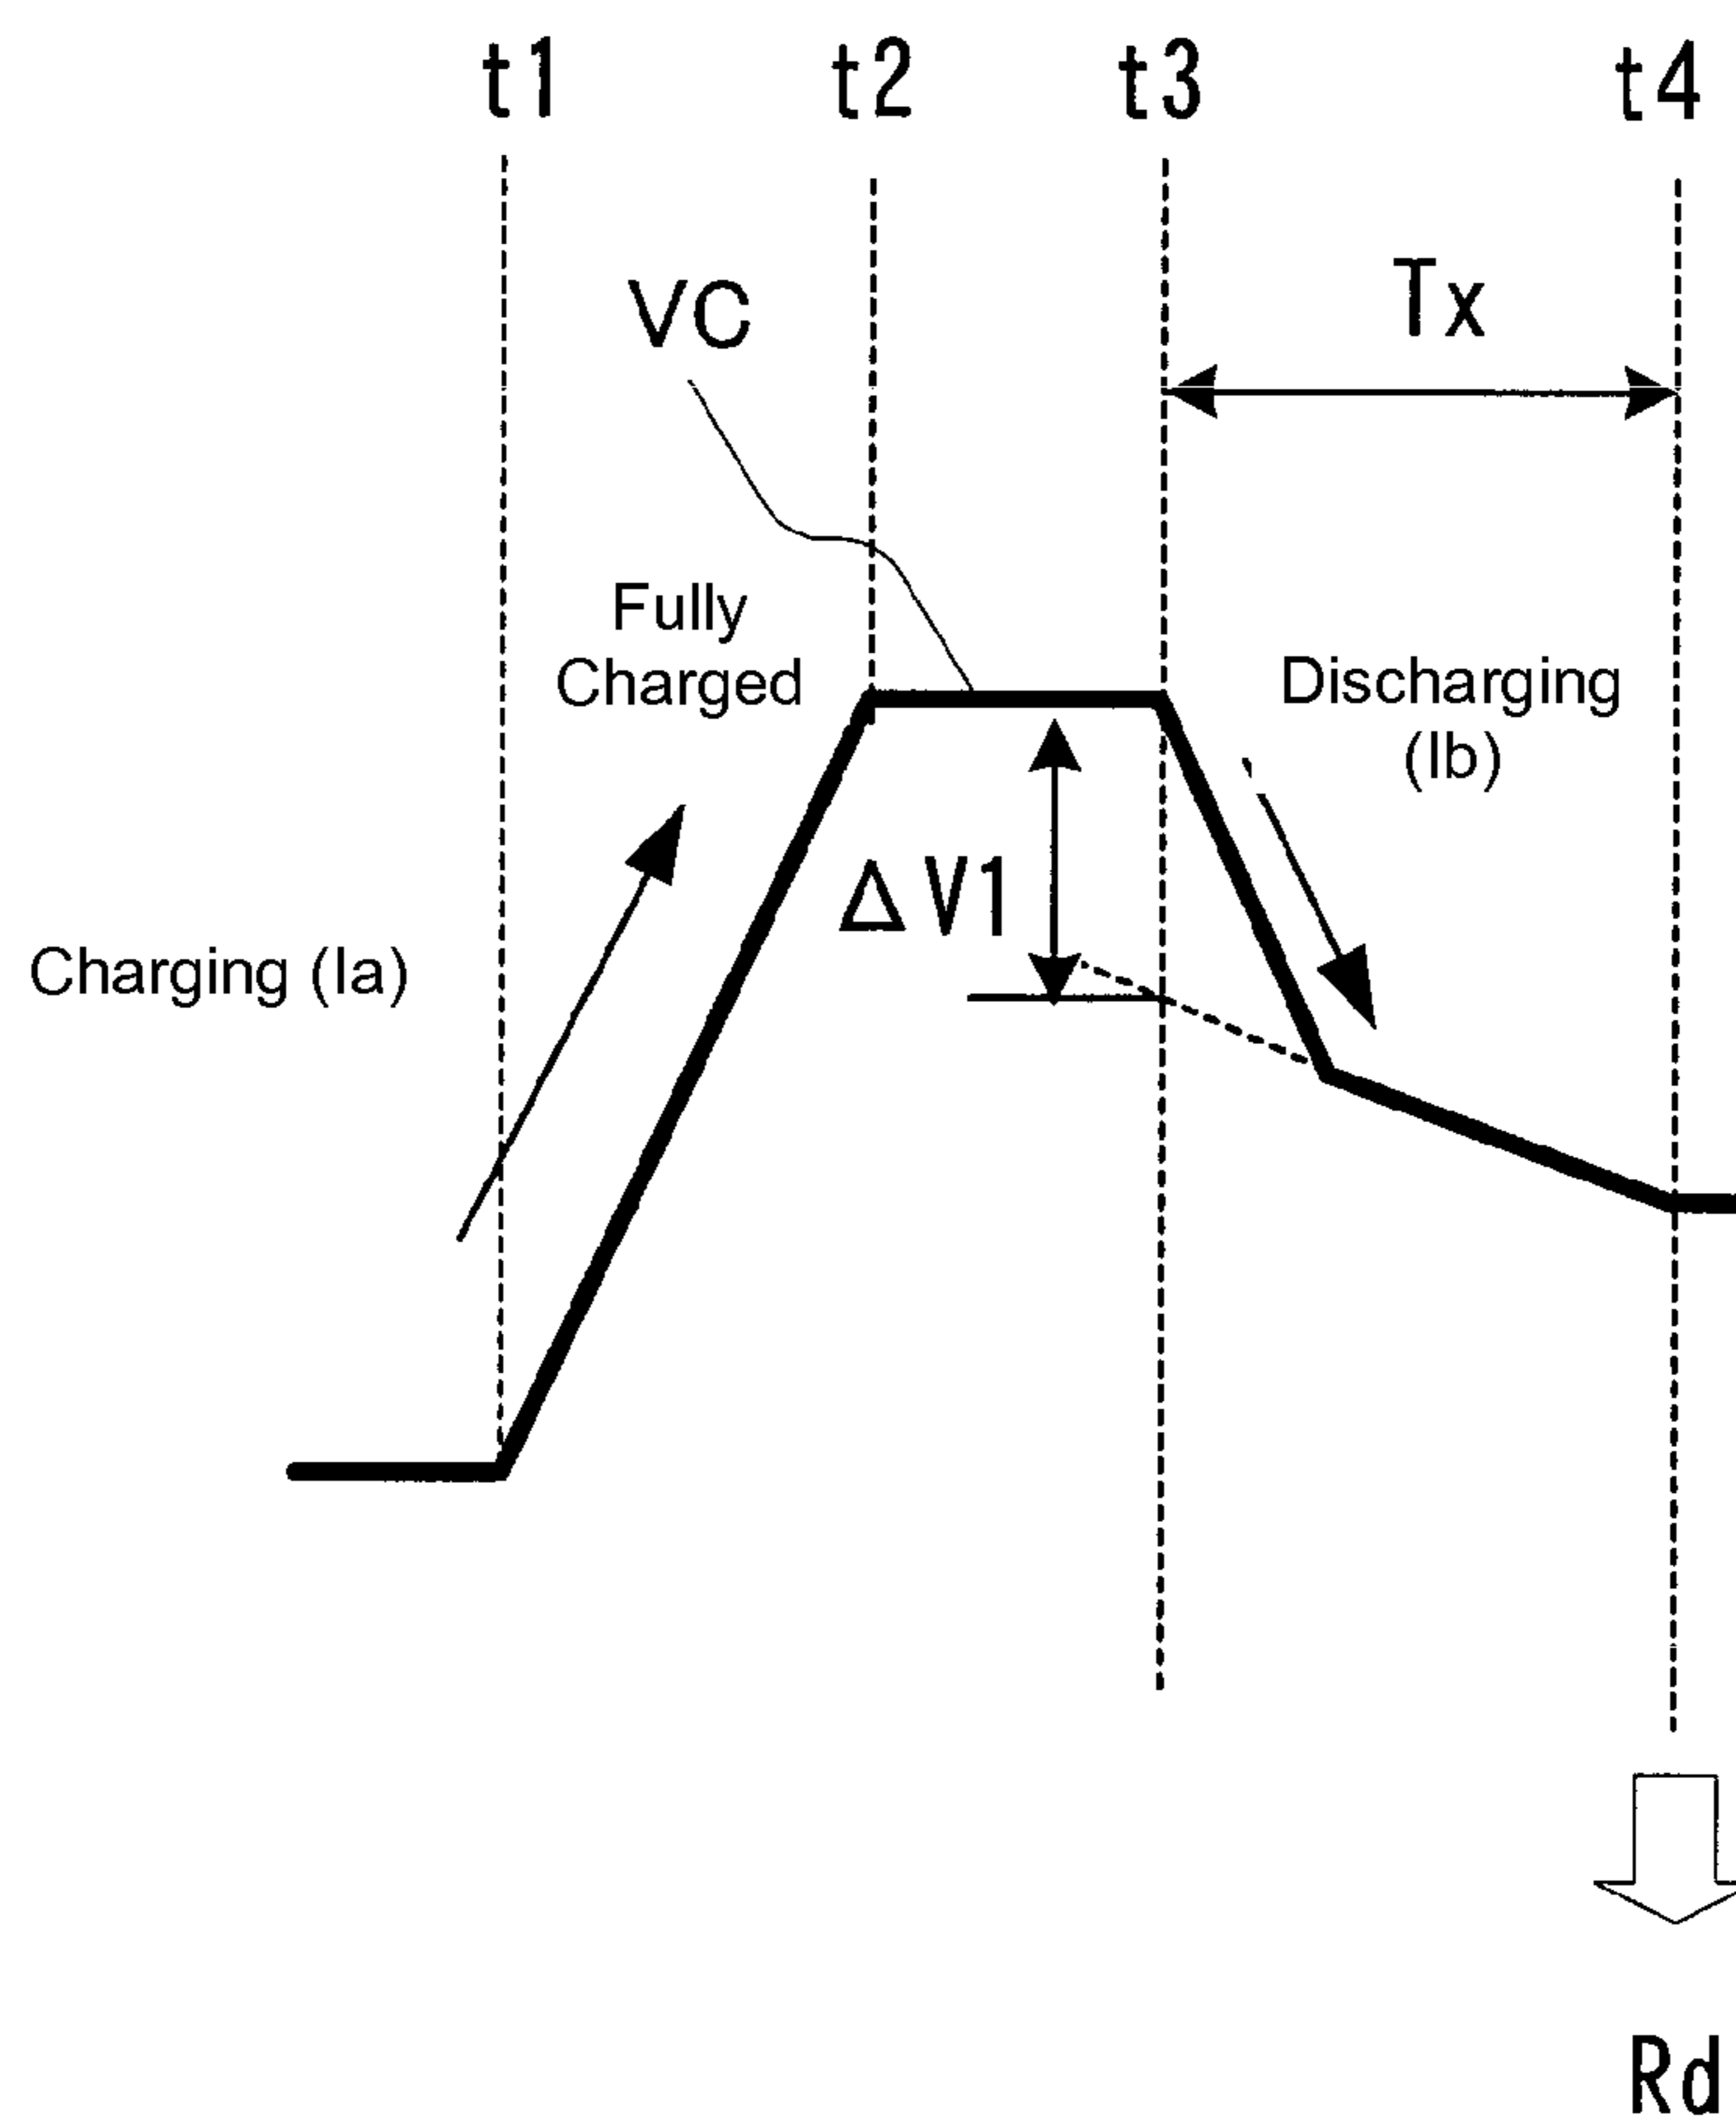 t1
t2
t3
t4
VC
Tx
Fully
Charged
Discharging
(Ib)
ΔV1
Charging (Ia)
Rd